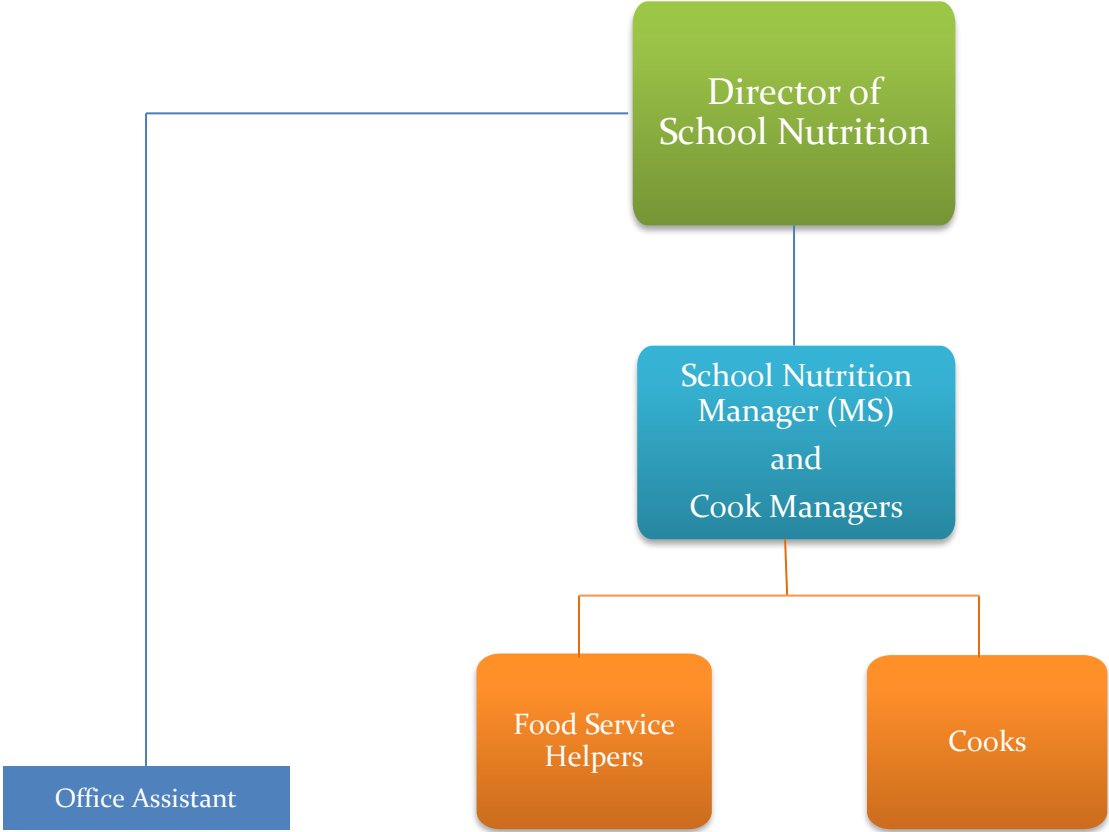 Director of
School Nutrition
School Nutrition
Manager (MS)
and
Cook Managers
Food Service
Helpers
Cooks
Office Assistant